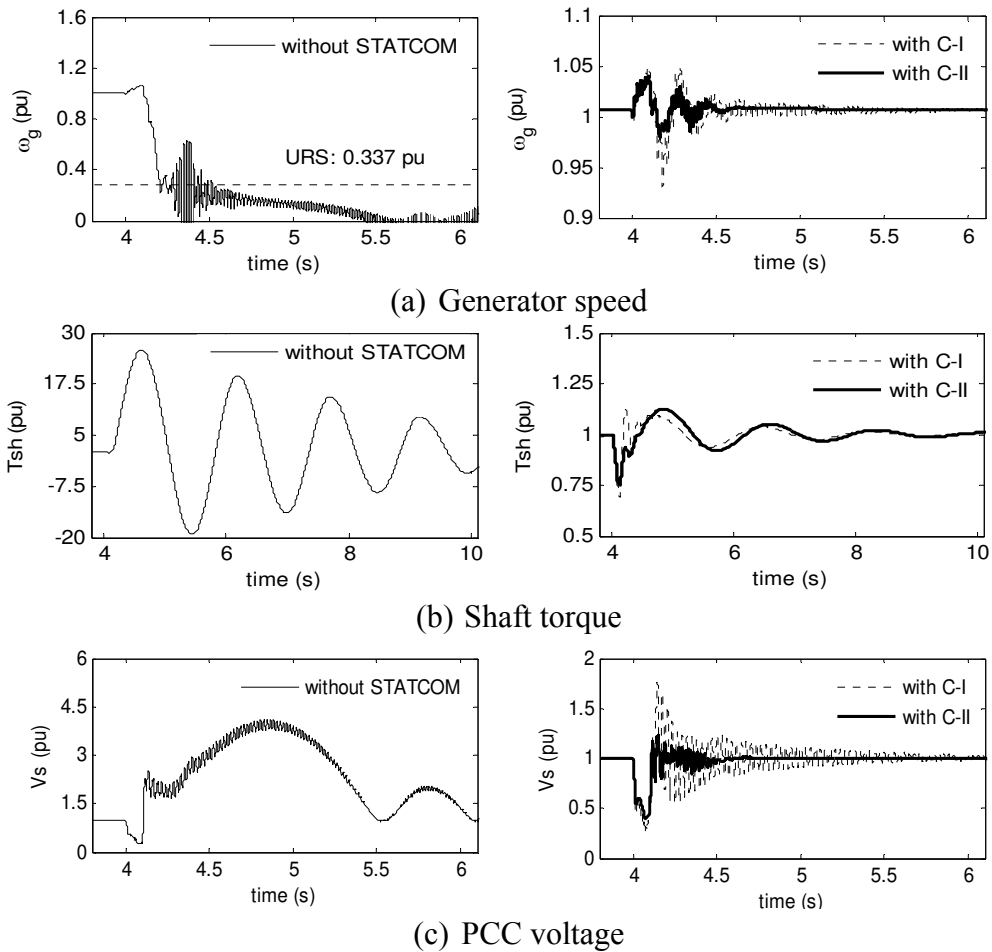 1.6
1.2
0.8
0.4
0
ω_g (pu)
without STATCOM
URS: 0.337 pu
4 4.5 5 5.5 6
time (s)
1.1
1.05
1
0.95
0.9
ω_g (pu)
with C-I
with C-II
4 4.5 5 5.5 6
time (s)
(a) Generator speed
30
17.5
5
-7.5
-20
Tsh (pu)
without STATCOM
4 6 8 10
time (s)
1.5
1.25
1
0.75
0.5
Tsh (pu)
with C-I
with C-II
4 6 8 10
time (s)
(b) Shaft torque
6
4.5
3
1.5
0
Vs (pu)
without STATCOM
4 4.5 5 5.5 6
time (s)
2
1.5
1
0.5
0
Vs (pu)
with C-I
with C-II
4 4.5 5 5.5 6
time (s)
(c) PCC voltage